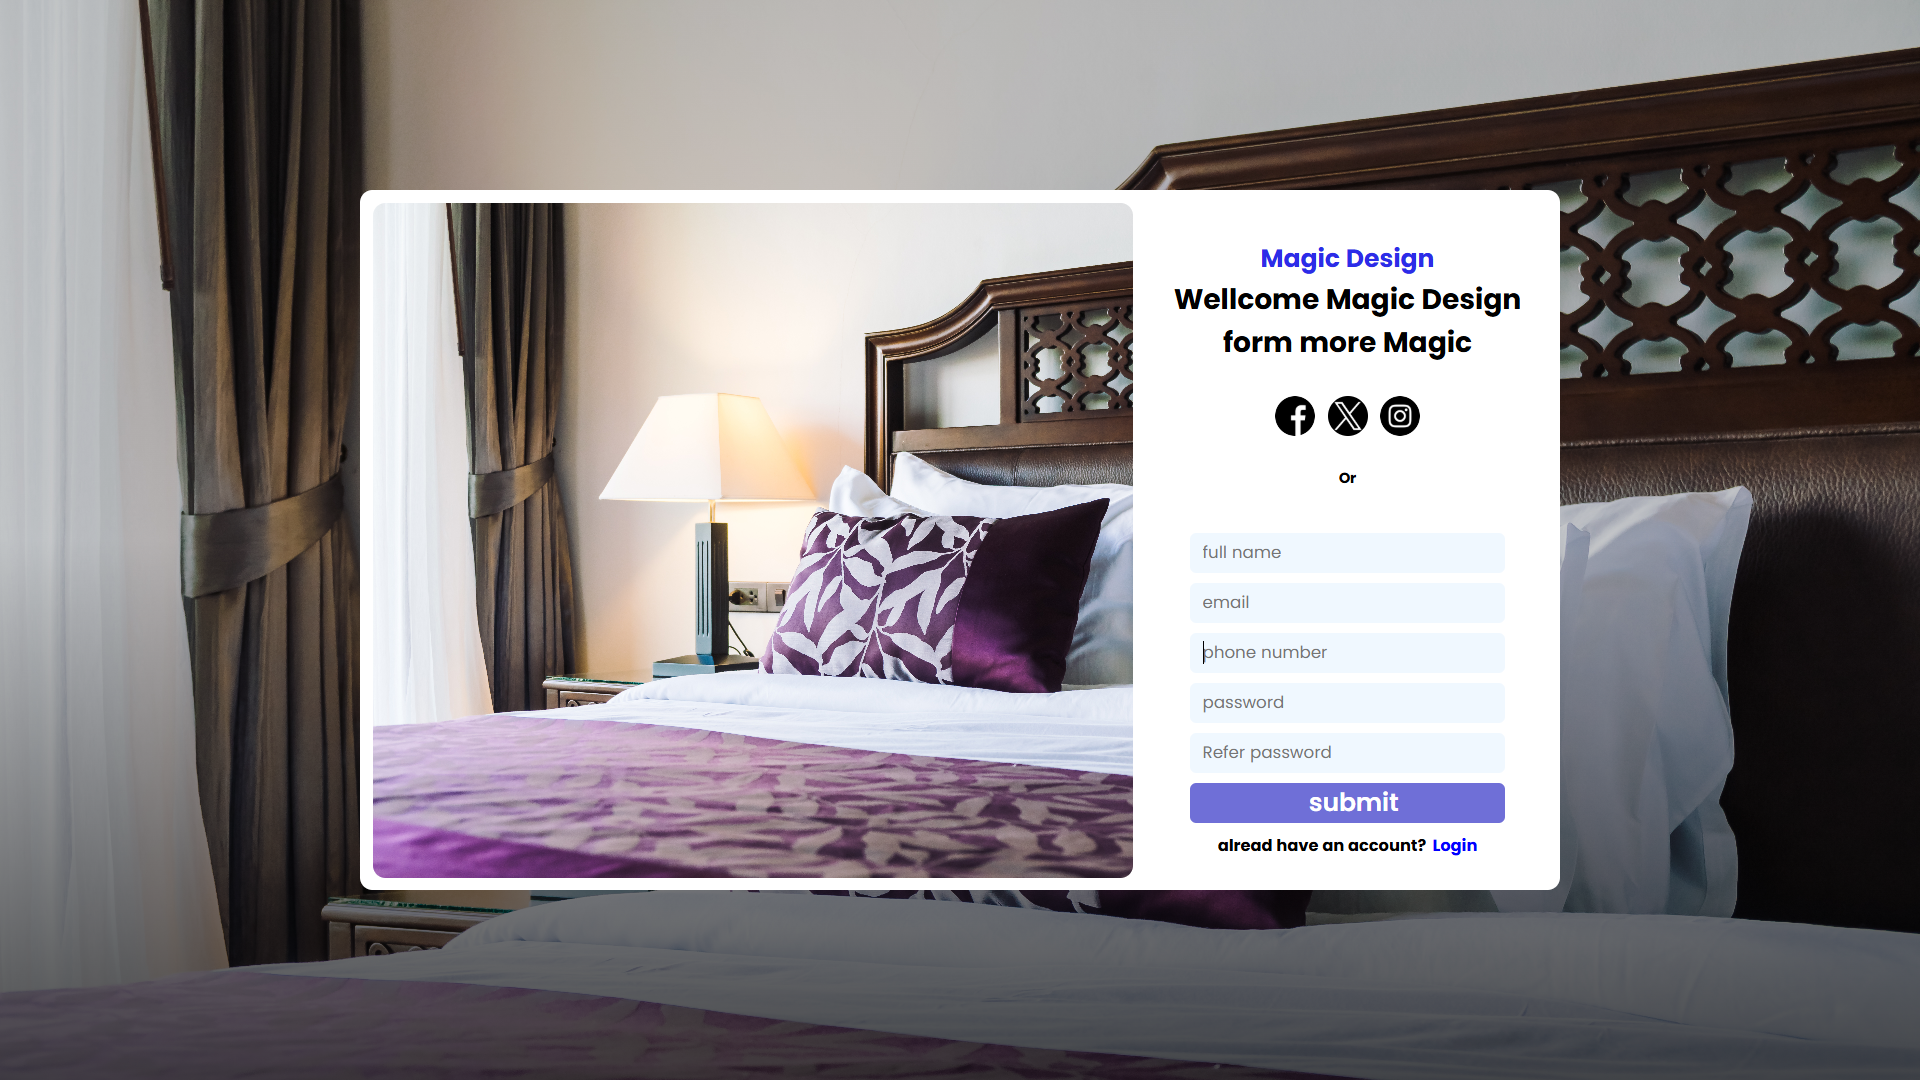 Magic Design
Wellcome Magic Design
form more Magic
Or
full name
email
phone number
password
Refer password
submit
alread have an account? Login